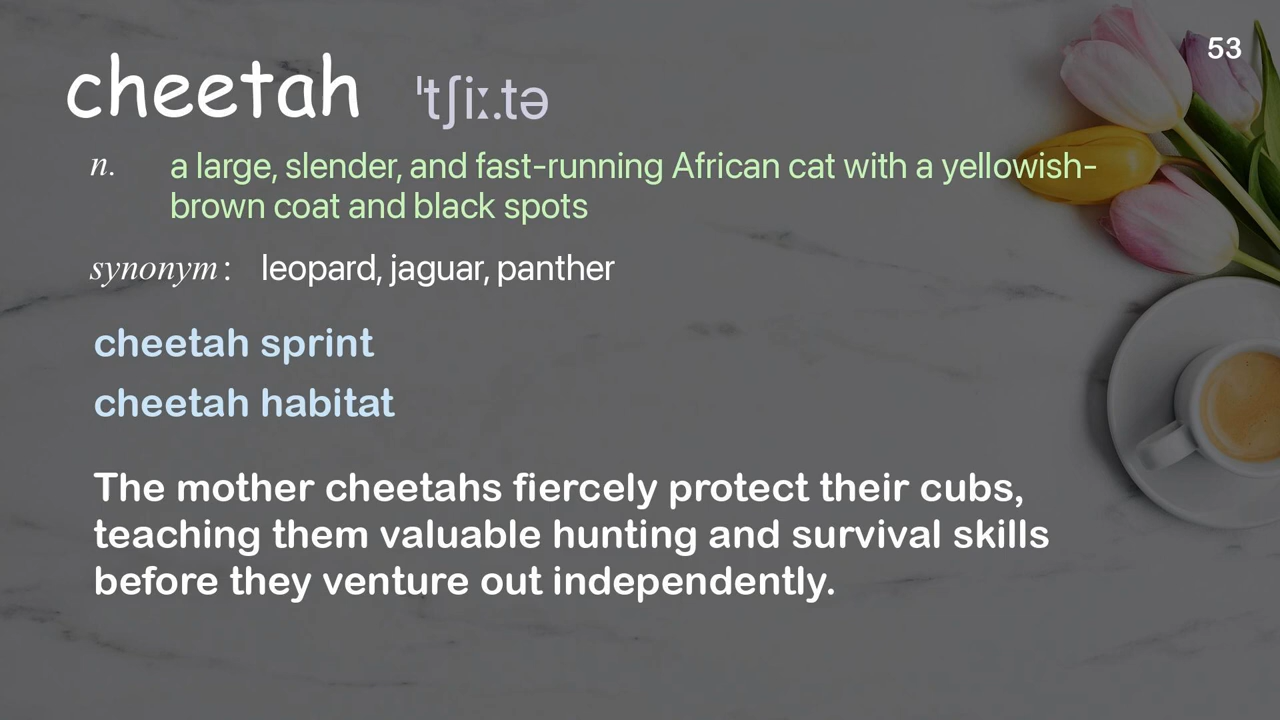 53
cheetah ˈtʃiː.tə
n. a large, slender, and fast-running African cat with a yellowish-
brown coat and black spots
synonym: leopard, jaguar, panther
cheetah sprint
cheetah habitat
The mother cheetahs fiercely protect their cubs,
teaching them valuable hunting and survival skills
before they venture out independently.